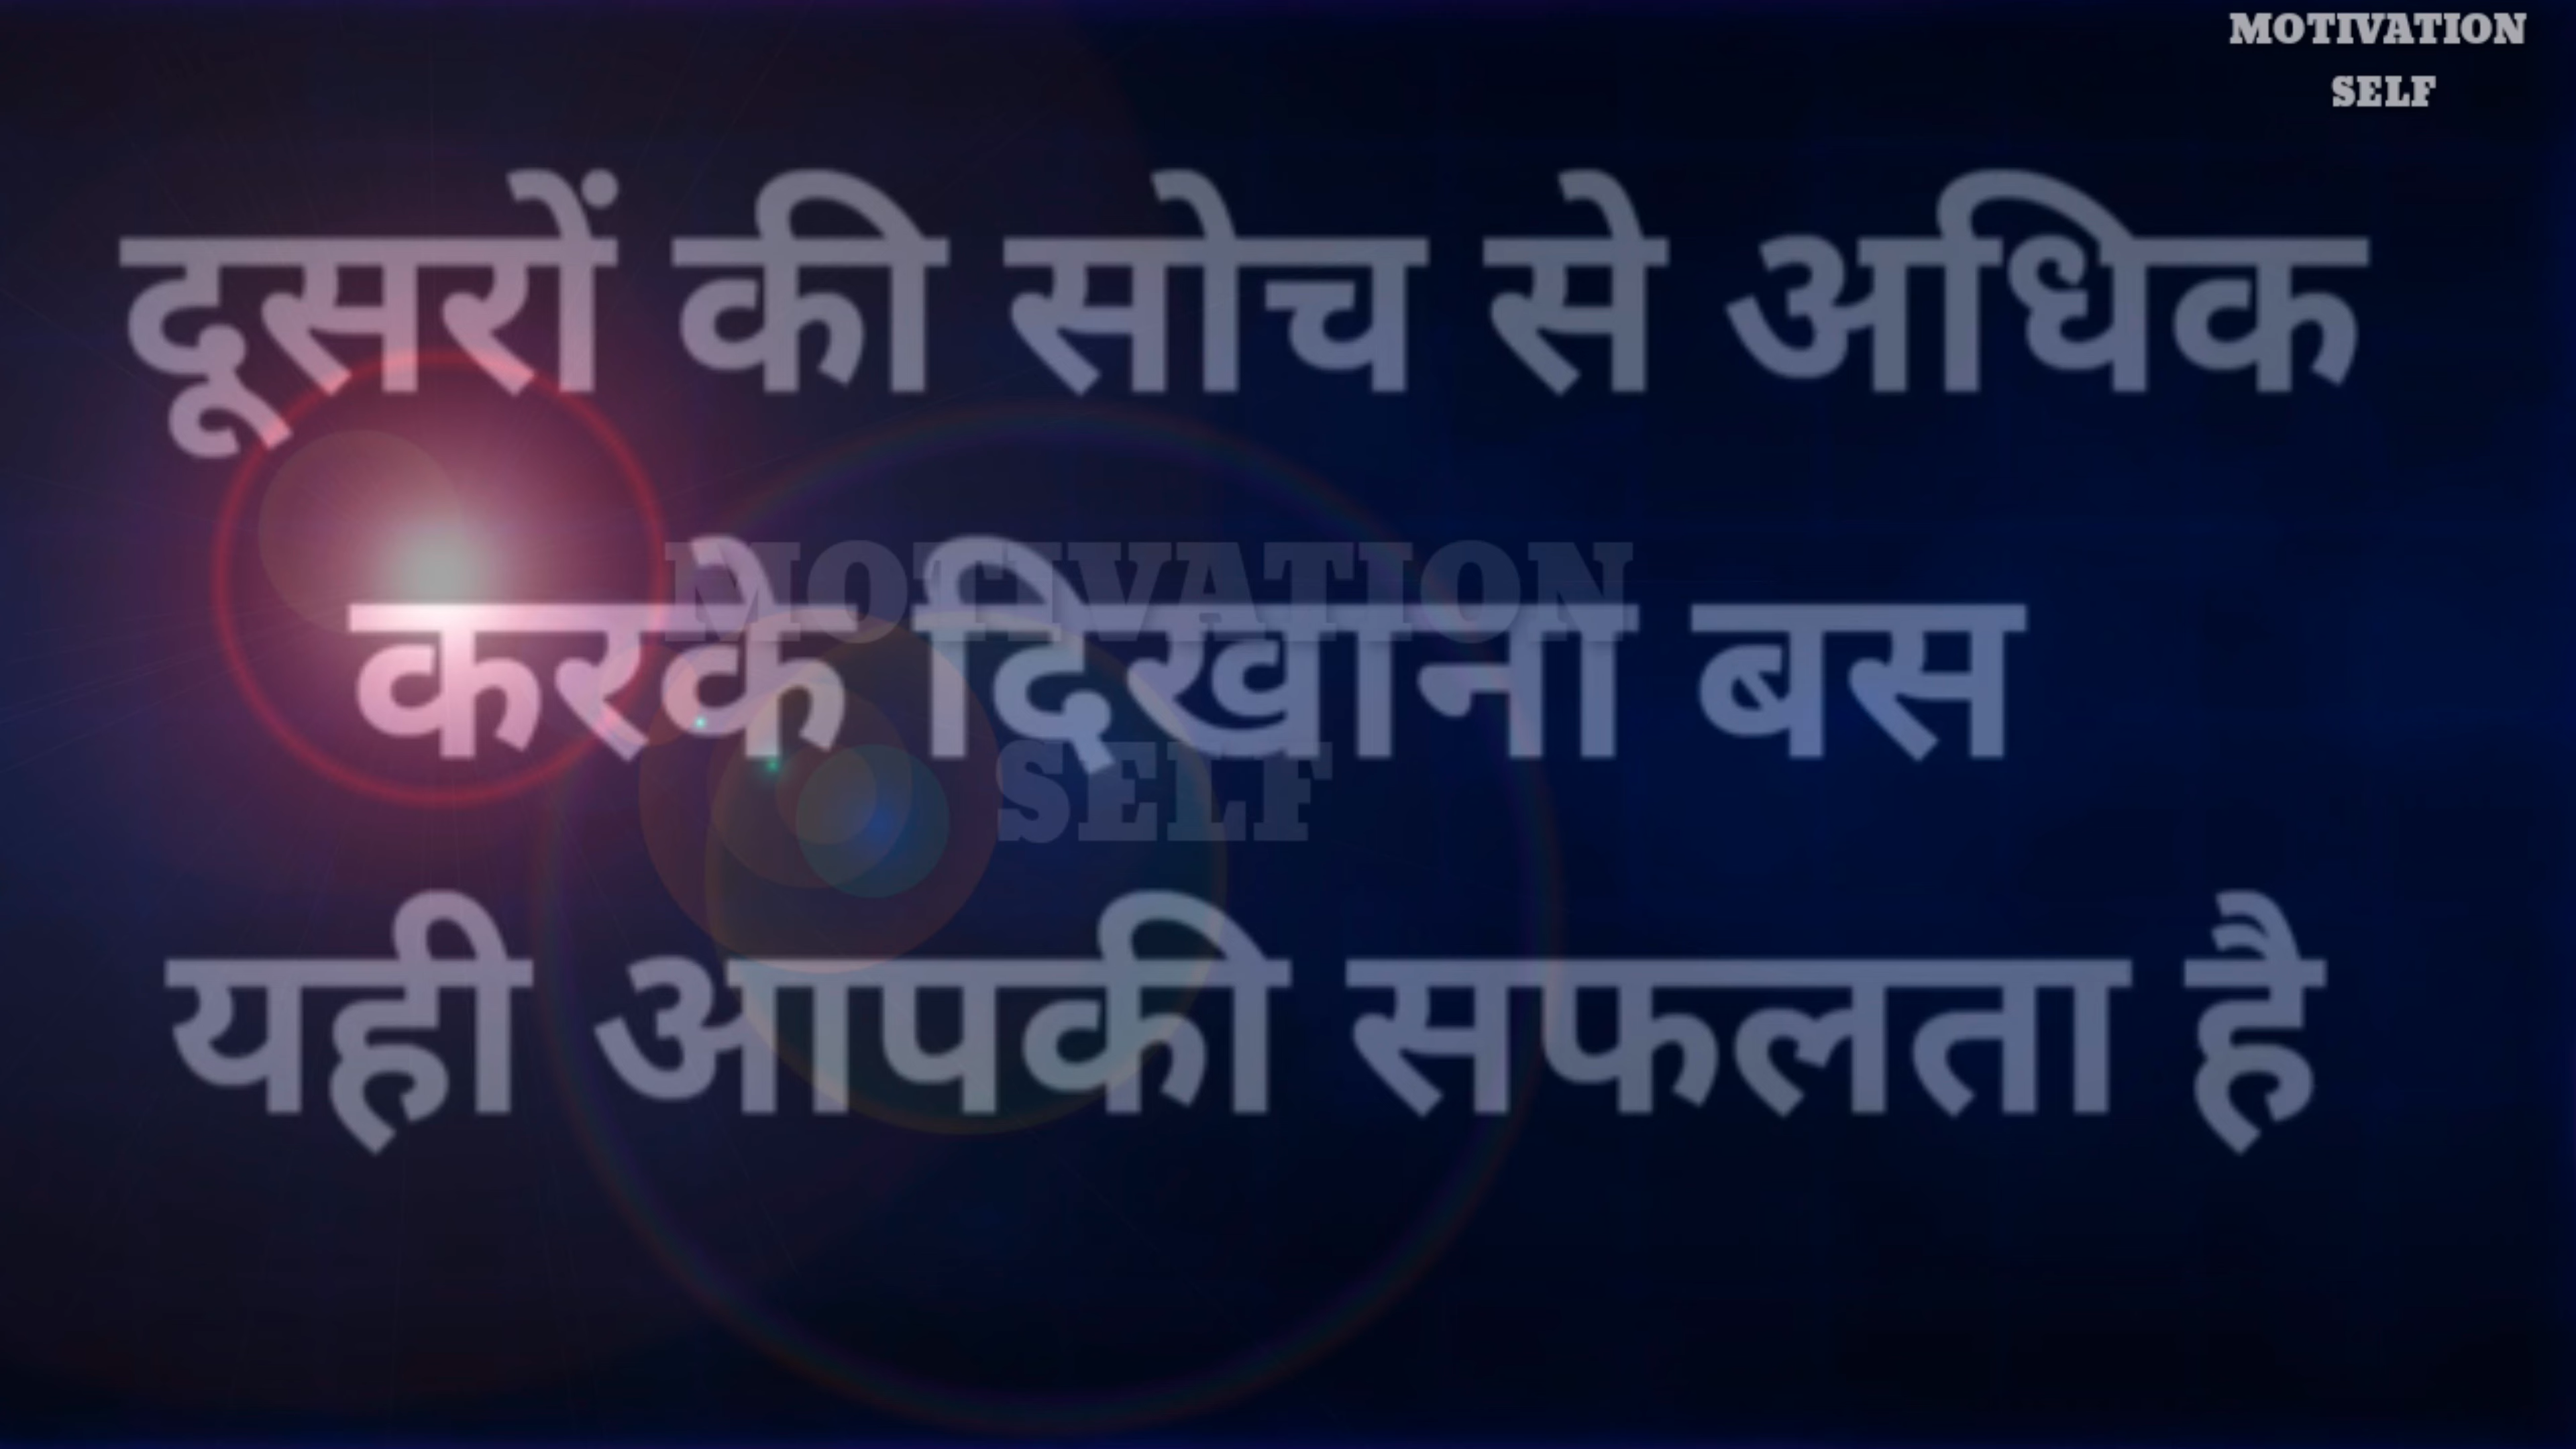 MOTIVATION
SELF
दूसरों की सोच से अधिक
करके दिखाना बस
MOTIVATION
SELF
यही आपकी सफलता है